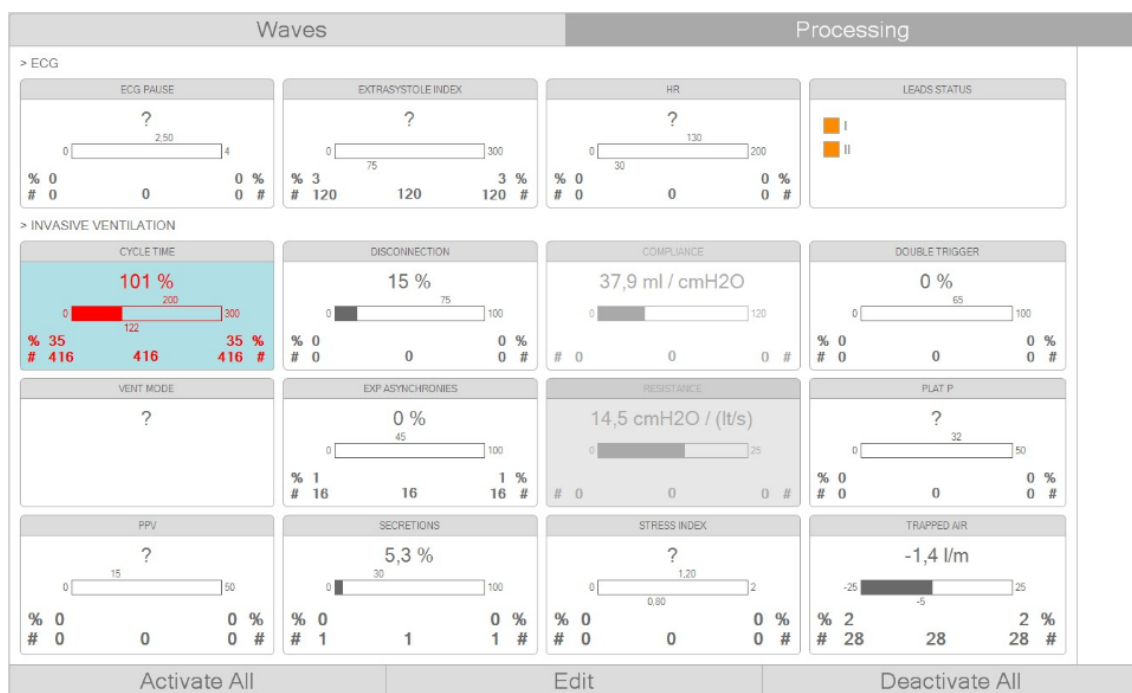 Waves Processing
> ECG
ECG PAUSE EXTRASYSTOLE INDEX HR LEADS STATUS
? ? ? I
2,50 130 II
0 4 0 300 0 200
75 30
% 0 0 % % 3 3 % % 0 0 %
# 0 0 0 # # 120 120 120 # # 0 0 0 #
> INVASIVE VENTILATION
CYCLE TIME DISCONNECTION COMPLIANCE DOUBLE TRIGGER
101 % 15 % 37,9 ml / cmH2O 0 %
200 75 65
0 300 0 100 0 120 0 100
122
% 35 35 % % 0 0 % % 0 0 %
# 416 416 416 # # 0 0 0 # # 0 0 0 # # 0 0 0 #
VENT MODE EXP ASYNCHRONIES RESISTANCE PLAT P
? 0 % 14,5 cmH2O / (lt/s) ?
45 32
0 100 0 25 0 50
% 1 1 % % 0 0 %
# 16 16 16 # # 0 0 0 # # 0 0 0 #
PPV SECRETIONS STRESS INDEX TRAPPED AIR
? 5,3 % ? -1,4 l/m
15 30 1,20
0 50 0 100 0 2 -25 25
0,80 -5
% 0 0 % % 0 0 % % 0 0 % % 2 2 %
# 0 0 0 # # 1 1 1 # # 0 0 0 # # 28 28 28 #
Activate All Edit Deactivate All